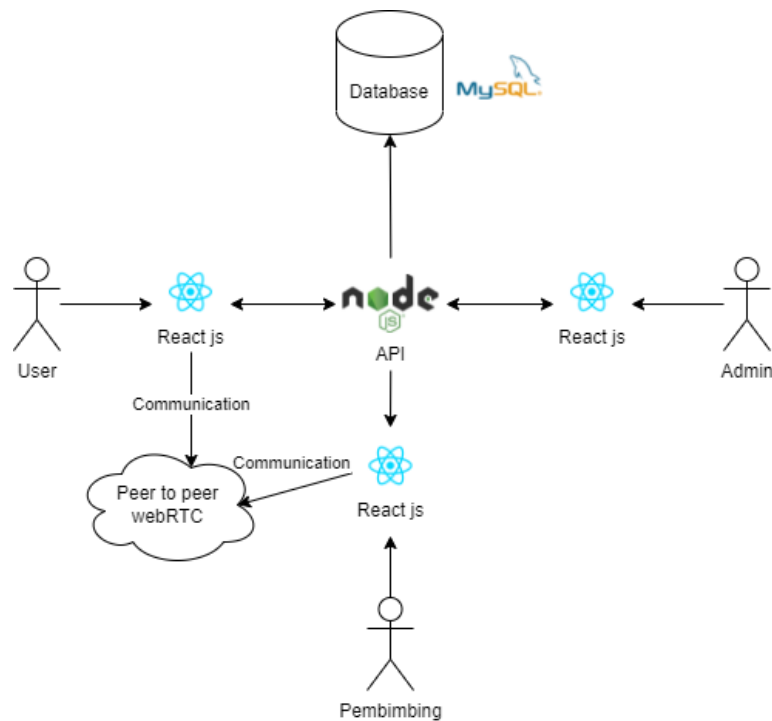 Database
MySQL
node
JS
React js
API
React js
User
Admin
Communication
Communication
Peer to peer
webRTC
React js
Pembimbing